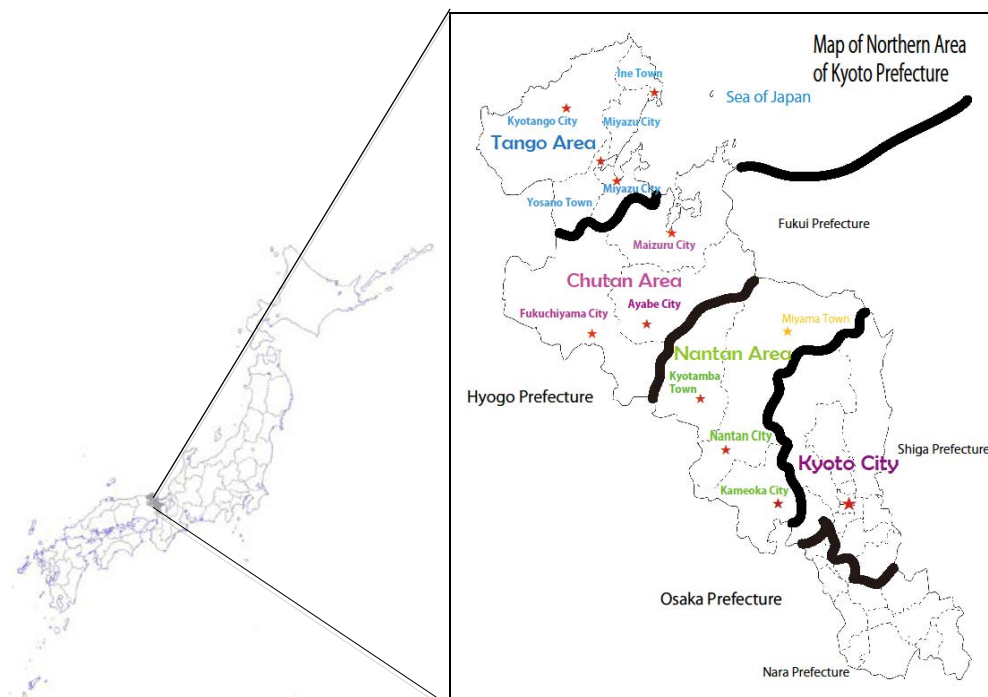 Map of Northern Area
of Kyoto Prefecture
Ine Town
Sea of Japan
Kyotango City
Miyazu City
Tango Area
Miyazu City
Yosano Town
Fukui Prefecture
Maizuru City
Chutan Area
Ayabe City
Fukuchiyama City
Miyama Town
Nantan Area
Kyotamba
Town
Hyogo Prefecture
Nantan City
Shiga Prefecture
Kyoto City
Kameoka City
Osaka Prefecture
Nara Prefecture